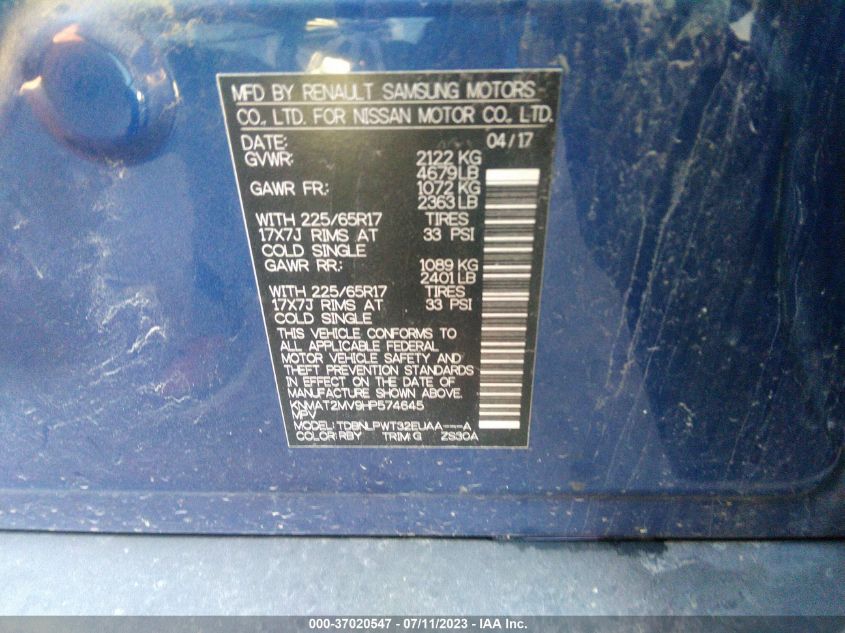 MFD BY RENAULT SAMSUNG MOTORS
CO., LTD. FOR NISSAN MOTOR CO., LTD.
DATE: 04/17
GVWR: 2122 KG
4679LB
GAWR FR: 1072 KG
2363 LB
WITH 225/65R17 TIRES
17X7J RIMS AT 33 PSI
COLD SINGLE
GAWR RR: 1089 KG
2401 LB
WITH 225/65R17 TIRES
17X7J RIMS AT 33 PSI
COLD SINGLE
THIS VEHICLE CONFORMS TO
ALL APPLICABLE FEDERAL
MOTOR VEHICLE SAFETY AND
THEFT PREVENTION STANDARDS
IN EFFECT ON THE DATE OF
MANUFACTURE SHOWN ABOVE.
KNMAT2MV9HP574645
MPV
MODEL: TDBNLPWT32EUAA---A
COLOR: RBY TRIM: G ZS30A
000-37020547 - 07/11/2023 - IAA Inc.